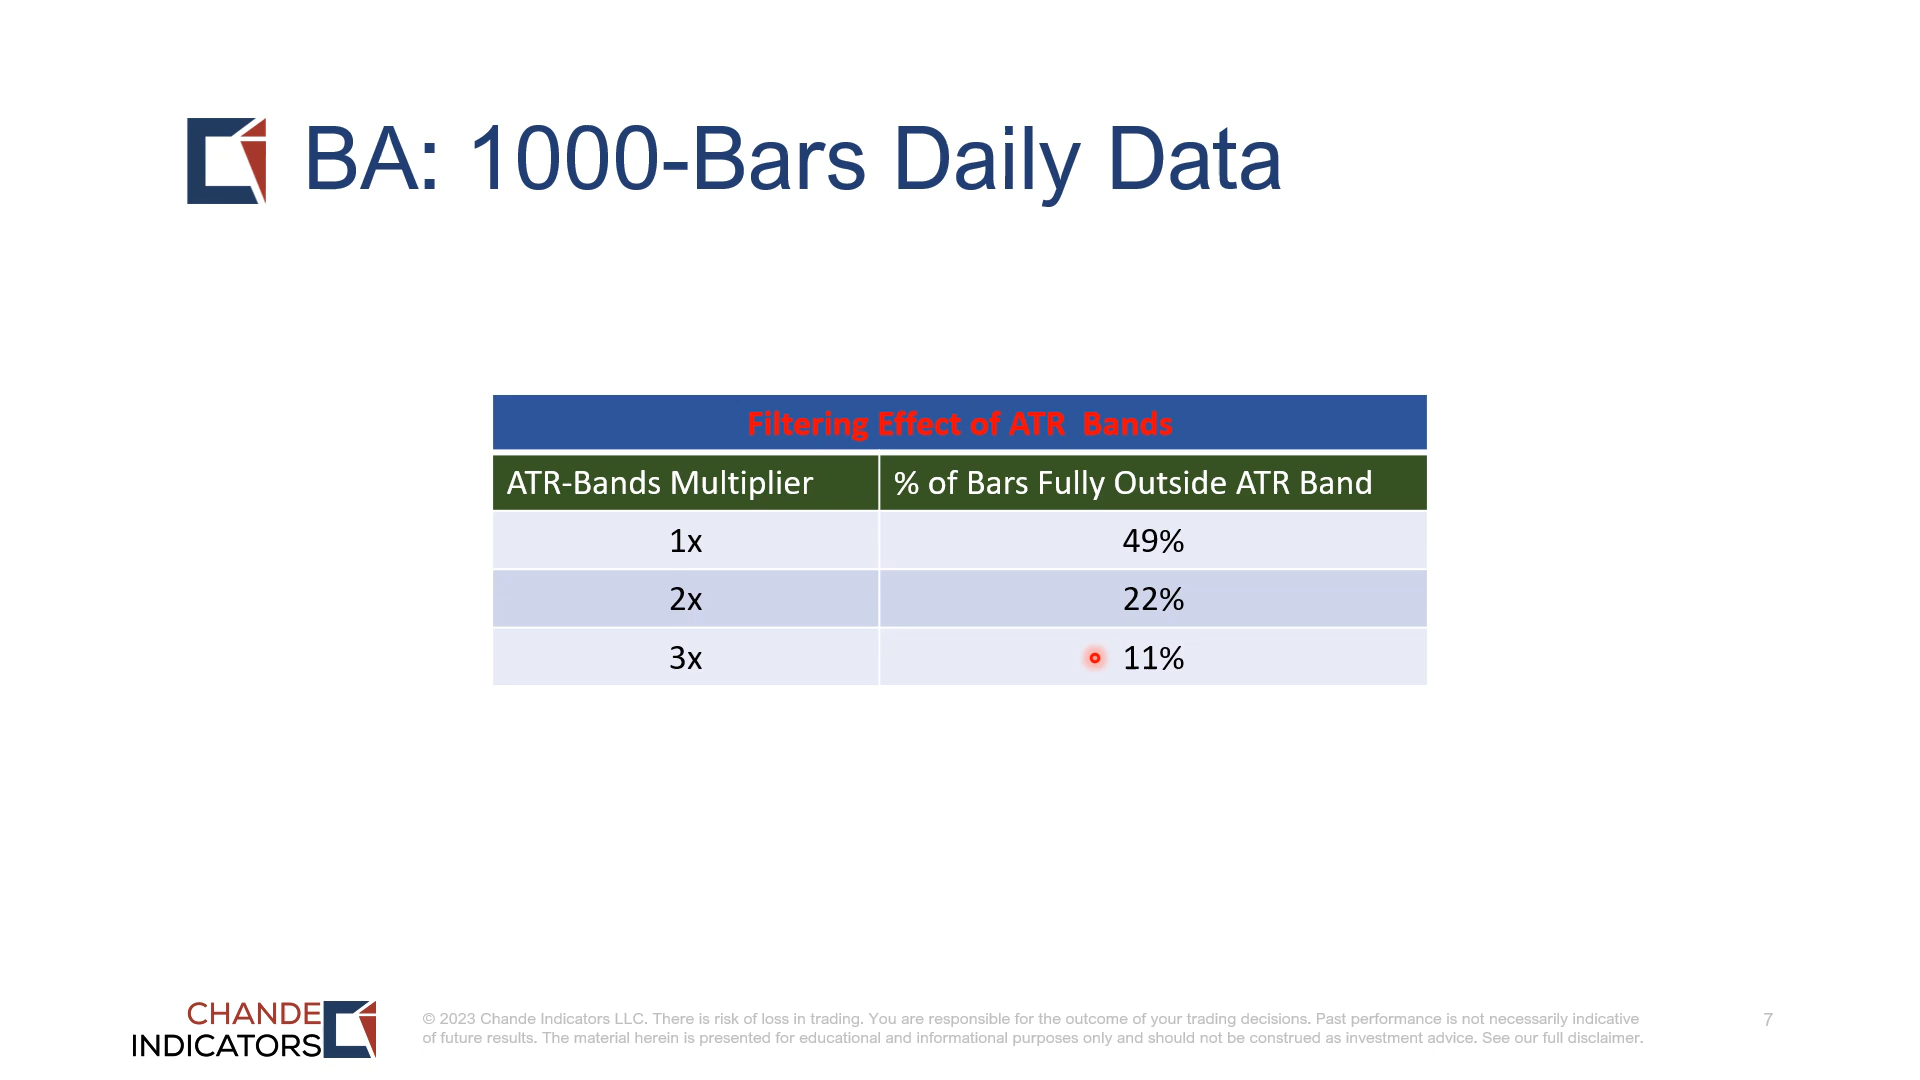 BA: 1000-Bars Daily Data
Filtering Effect of ATR Bands
ATR-Bands Multiplier % of Bars Fully Outside ATR Band
1x 49%
2x 22%
3x 11%
CHANDE
INDICATORS
© 2023 Chande Indicators LLC. There is risk of loss in trading. You are responsible for the outcome of your trading decisions. Past performance is not necessarily indicative
of future results. The material herein is presented for educational and informational purposes only and should not be construed as investment advice. See our full disclaimer.
7